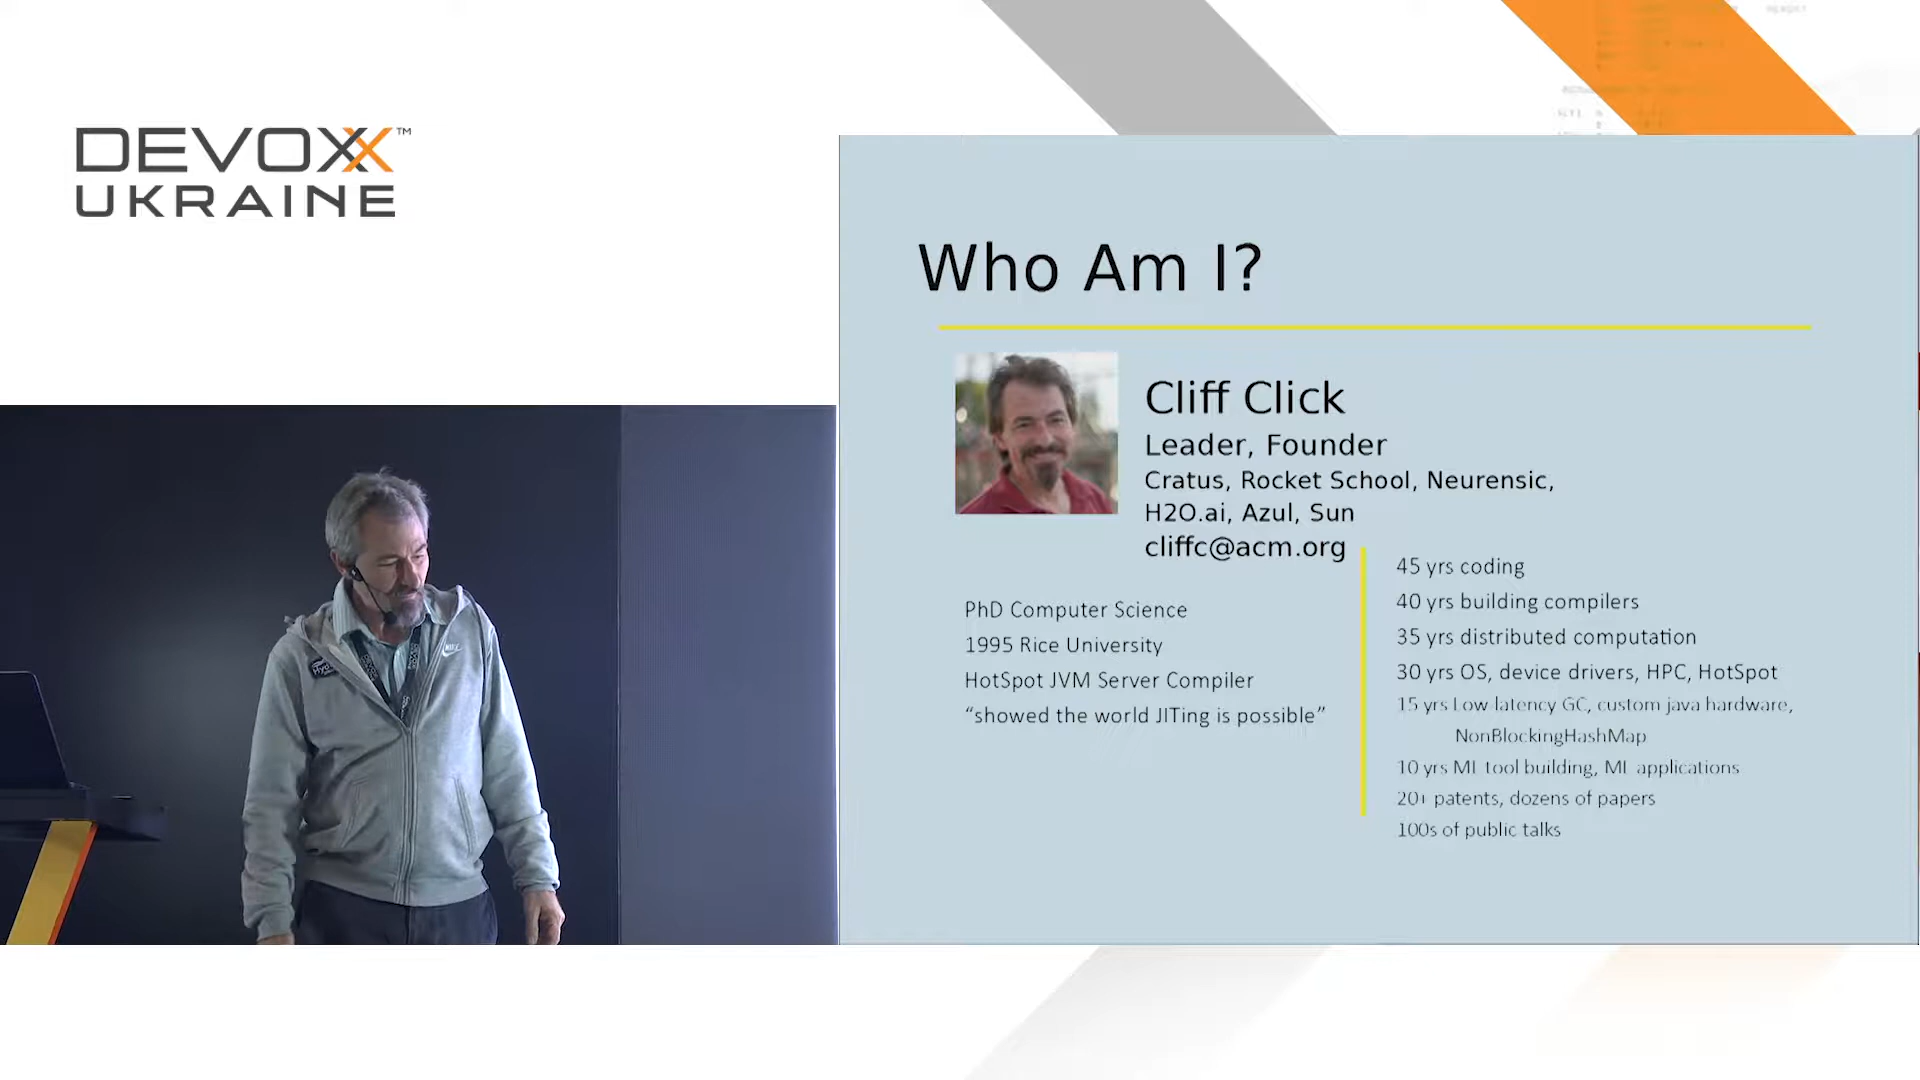 DEVOXX™
UKRAINE
Who Am I?
Cliff Click
Leader, Founder
Cratus, Rocket School, Neurensic,
H2O.ai, Azul, Sun
cliffc@acm.org
PhD Computer Science
1995 Rice University
HotSpot JVM Server Compiler
“showed the world JITing is possible”
45 yrs coding
40 yrs building compilers
35 yrs distributed computation
30 yrs OS, device drivers, HPC, HotSpot
15 yrs Low-latency GC, custom java hardware,
NonBlockingHashMap
10 yrs ML tool building, ML applications
20+ patents, dozens of papers
100s of public talks